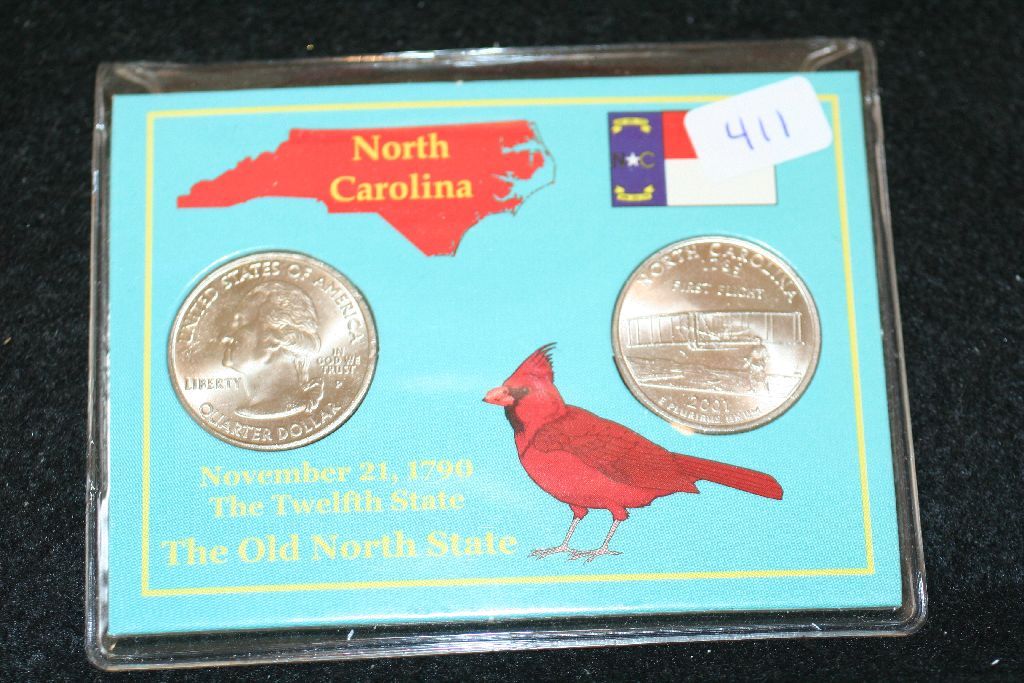 North
Carolina
N C
411
UNITED STATES OF AMERICA
LIBERTY
IN
GOD WE
TRUST
P
QUARTER DOLLAR
NORTH CAROLINA
FIRST FLIGHT
2001
E PLURIBUS UNUM
November 21, 1790
The Twelfth State
The Old North State